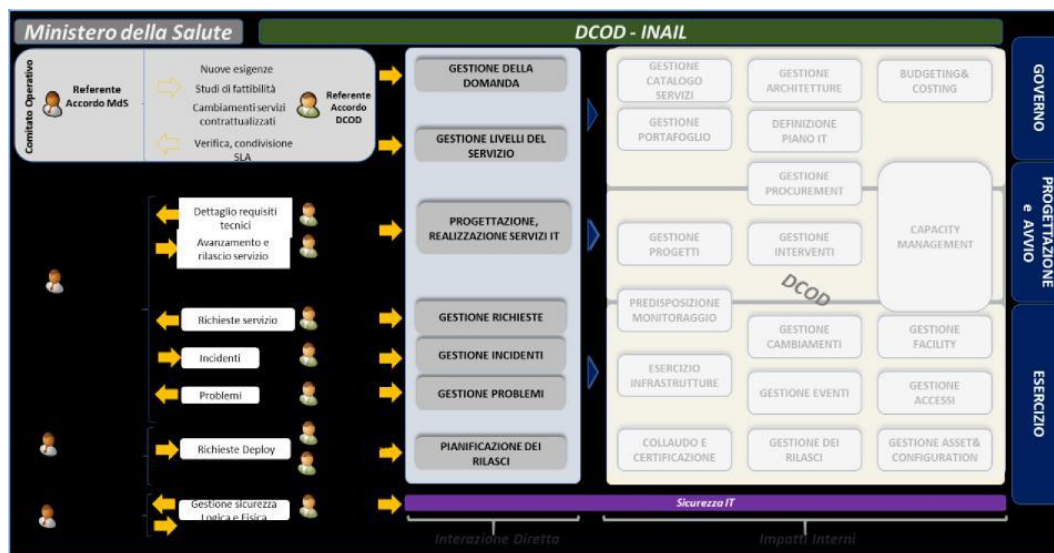 Ministero della Salute
DCOD - INAIL
Comitato Operativo
Referente
Accordo MdS
Nuove esigenze
Studi di fattibilità
Cambiamenti servizi
contrattualizzati
Verifica, condivisione
SLA
Referente
Accordo
DCOD
GESTIONE DELLA
DOMANDA
GESTIONE LIVELLI DEL
SERVIZIO
GESTIONE
CATALOGO
SERVIZI
GESTIONE
ARCHITETTURE
BUDGETING&
COSTING
GESTIONE
PORTAFOGLIO
DEFINIZIONE
PIANO IT
GOVERNO
Dettaglio requisiti
tecnici
Avanzamento e
rilascio servizio
PROGETTAZIONE,
REALIZZAZIONE SERVIZI IT
GESTIONE
PROCUREMENT
GESTIONE
PROGETTI
GESTIONE
INTERVENTI
CAPACITY
MANAGEMENT
DCOD
PROGETTAZIONE
e AVVIO
Richieste servizio
Incidenti
Problemi
GESTIONE RICHIESTE
GESTIONE INCIDENTI
GESTIONE PROBLEMI
PREDISPOSIZIONE
MONITORAGGIO
GESTIONE
CAMBIAMENTI
GESTIONE
FACILITY
ESERCIZIO
INFRASTRUTTURE
GESTIONE EVENTI
GESTIONE
ACCESSI
Richieste Deploy
PIANIFICAZIONE DEI
RILASCI
COLLAUDO E
CERTIFICAZIONE
GESTIONE DEI
RILASCI
GESTIONE ASSET&
CONFIGURATION
ESERCIZIO
Gestione sicurezza
Logica e Fisica
Sicurezza IT
Interazione Diretta
Impatti Interni